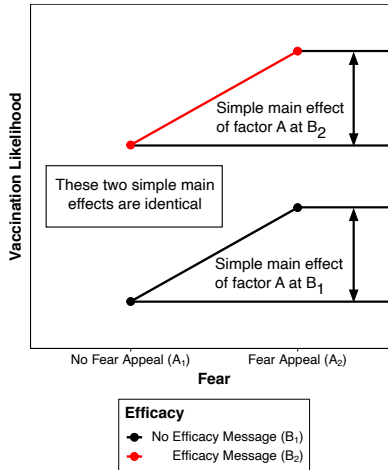 Vaccination Likelihood
Simple main effect
of factor A at B₂
These two simple main
effects are identical
Simple main effect
of factor A at B₁
No Fear Appeal (A₁)
Fear Appeal (A₂)
Fear
Efficacy
No Efficacy Message (B₁)
Efficacy Message (B₂)